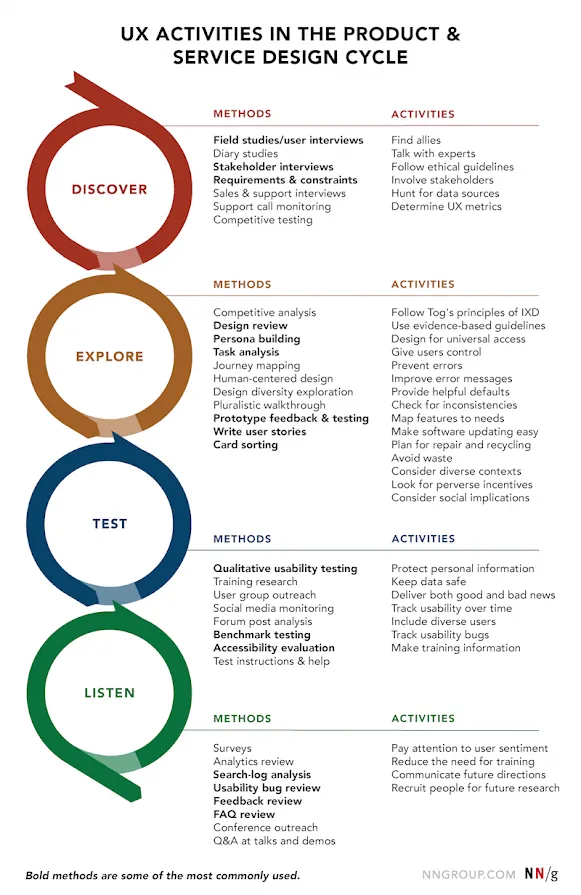 UX ACTIVITIES IN THE PRODUCT &
SERVICE DESIGN CYCLE
DISCOVER
METHODS
Field studies/user interviews
Diary studies
Stakeholder interviews
Requirements & constraints
Sales & support interviews
Support call monitoring
Competitive testing
ACTIVITIES
Find allies
Talk with experts
Follow ethical guidelines
Involve stakeholders
Hunt for data sources
Determine UX metrics
EXPLORE
METHODS
Competitive analysis
Design review
Persona building
Task analysis
Journey mapping
Human-centered design
Design diversity exploration
Pluralistic walkthrough
Prototype feedback & testing
Write user stories
Card sorting
ACTIVITIES
Follow Tog's principles of IXD
Use evidence-based guidelines
Design for universal access
Give users control
Prevent errors
Improve error messages
Provide helpful defaults
Check for inconsistencies
Map features to needs
Make software updating easy
Plan for repair and recycling
Avoid waste
Consider diverse contexts
Look for perverse incentives
Consider social implications
TEST
METHODS
Qualitative usability testing
Training research
User group outreach
Social media monitoring
Forum post analysis
Benchmark testing
Accessibility evaluation
Test instructions & help
ACTIVITIES
Protect personal information
Keep data safe
Deliver both good and bad news
Track usability over time
Include diverse users
Track usability bugs
Make training information
LISTEN
METHODS
Surveys
Analytics review
Search-log analysis
Usability bug review
Feedback review
FAQ review
Conference outreach
Q&A at talks and demos
ACTIVITIES
Pay attention to user sentiment
Reduce the need for training
Communicate future directions
Recruit people for future research
Bold methods are some of the most commonly used.
NNGROUP.COM NN/g